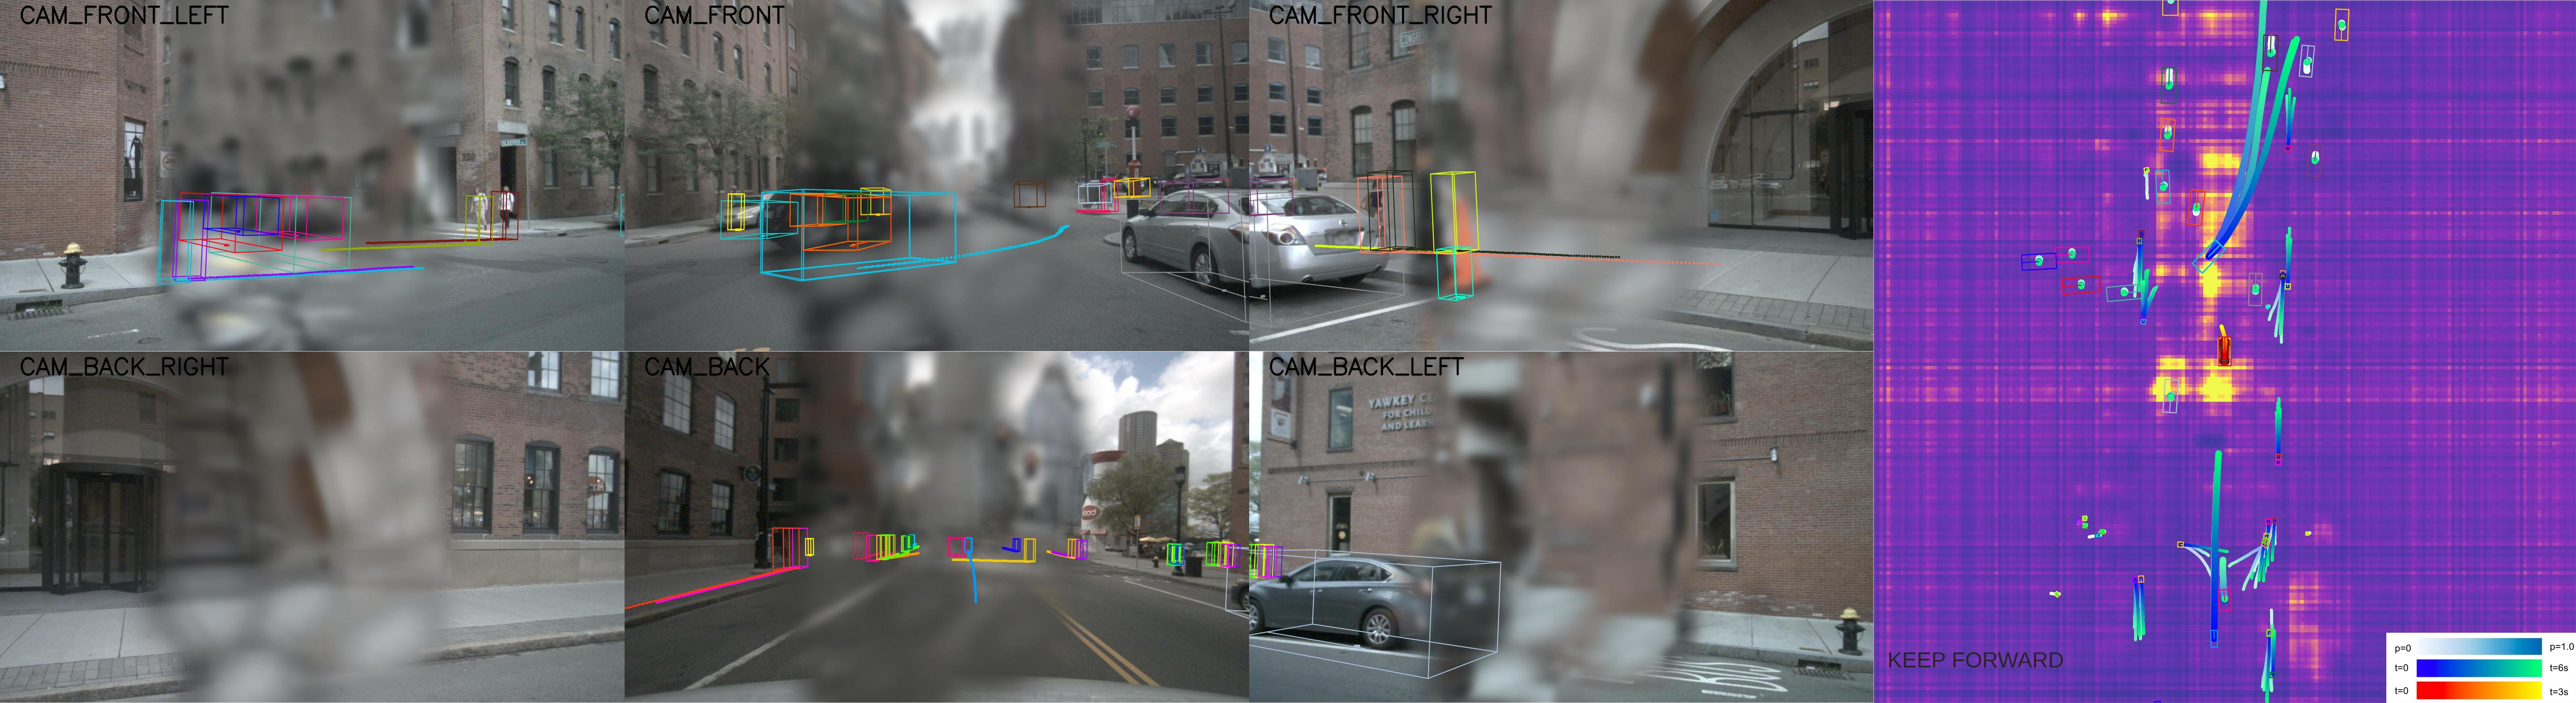 CAM_FRONT_LEFT
CAM_FRONT
CAM_FRONT_RIGHT
CAM_BACK_RIGHT
CAM_BACK
CAM_BACK_LEFT
YAWKEY CE
FOR CHILD
AND LEARN
KEEP FORWARD
p=0 p=1.0
t=0 t=6s
t=0 t=3s